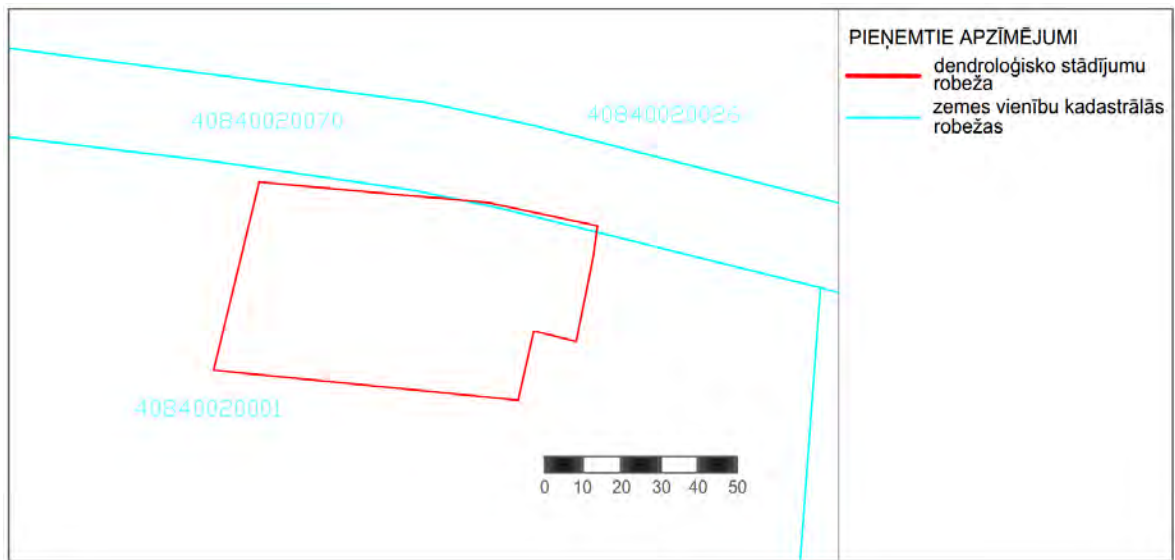 PIEŅEMTIE APZĪMĒJUMI
dendroloģisko stādījumu
robeža
zemes vienību kadastrālās
robežas
40840020070
40840020026
40840020001
0 10 20 30 40 50